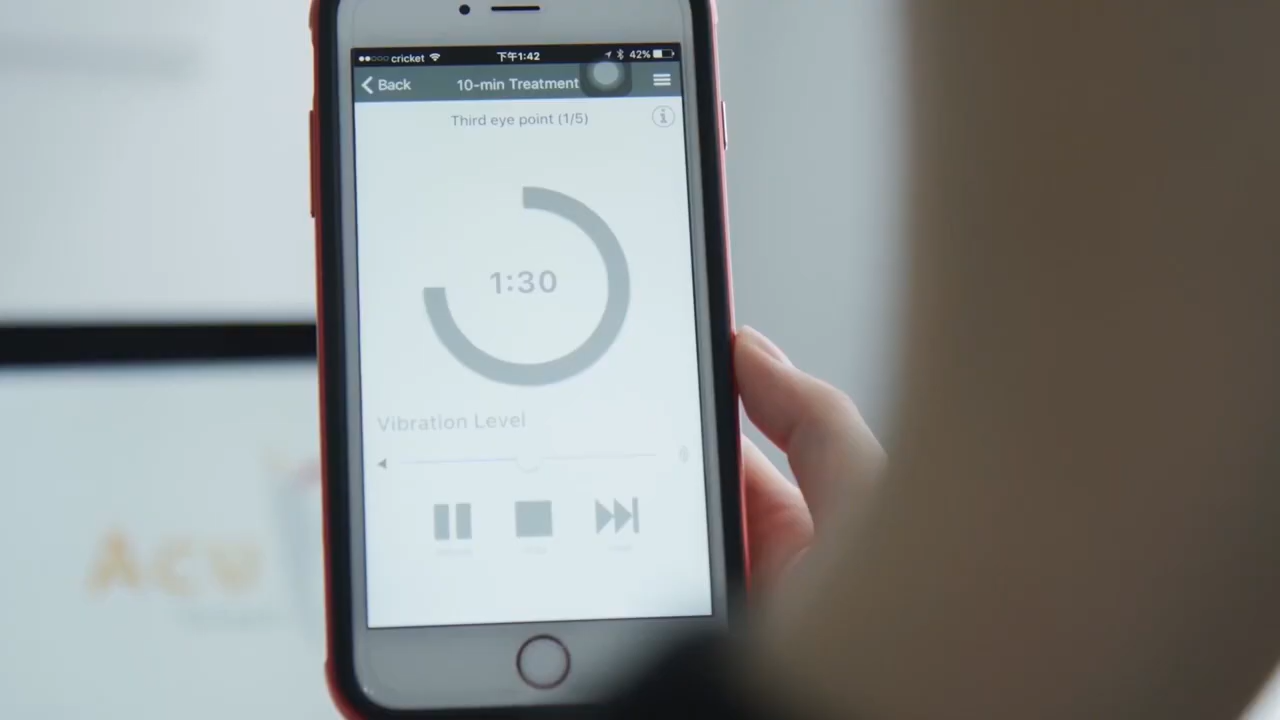 cricket 下午1:42 42%
Back 10-min Treatment
Third eye point (1/5)
1:30
Vibration Level
Acu